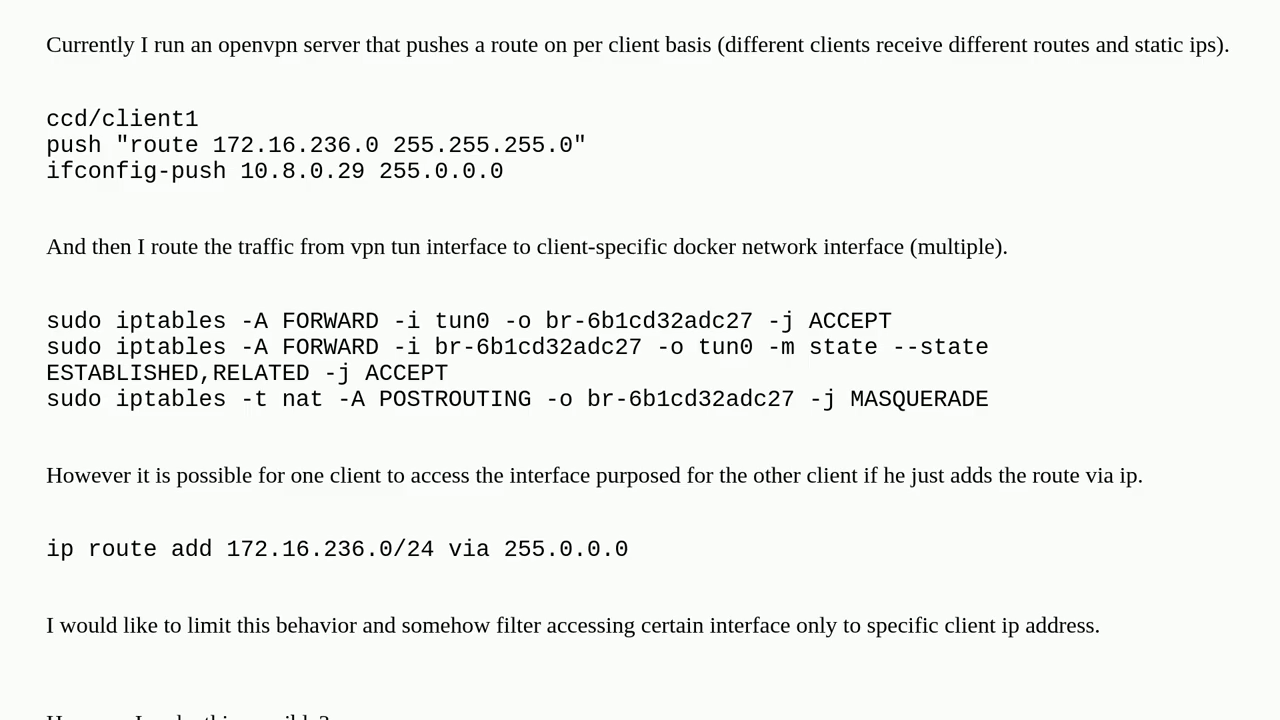 Currently I run an openvpn server that pushes a route on per client basis (different clients receive different routes and static ips).
ccd/client1
push "route 172.16.236.0 255.255.255.0"
ifconfig-push 10.8.0.29 255.0.0.0
And then I route the traffic from vpn tun interface to client-specific docker network interface (multiple).
sudo iptables -A FORWARD -i tun0 -o br-6b1cd32adc27 -j ACCEPT
sudo iptables -A FORWARD -i br-6b1cd32adc27 -o tun0 -m state --state
ESTABLISHED,RELATED -j ACCEPT
sudo iptables -t nat -A POSTROUTING -o br-6b1cd32adc27 -j MASQUERADE
However it is possible for one client to access the interface purposed for the other client if he just adds the route via ip.
ip route add 172.16.236.0/24 via 255.0.0.0
I would like to limit this behavior and somehow filter accessing certain interface only to specific client ip address.